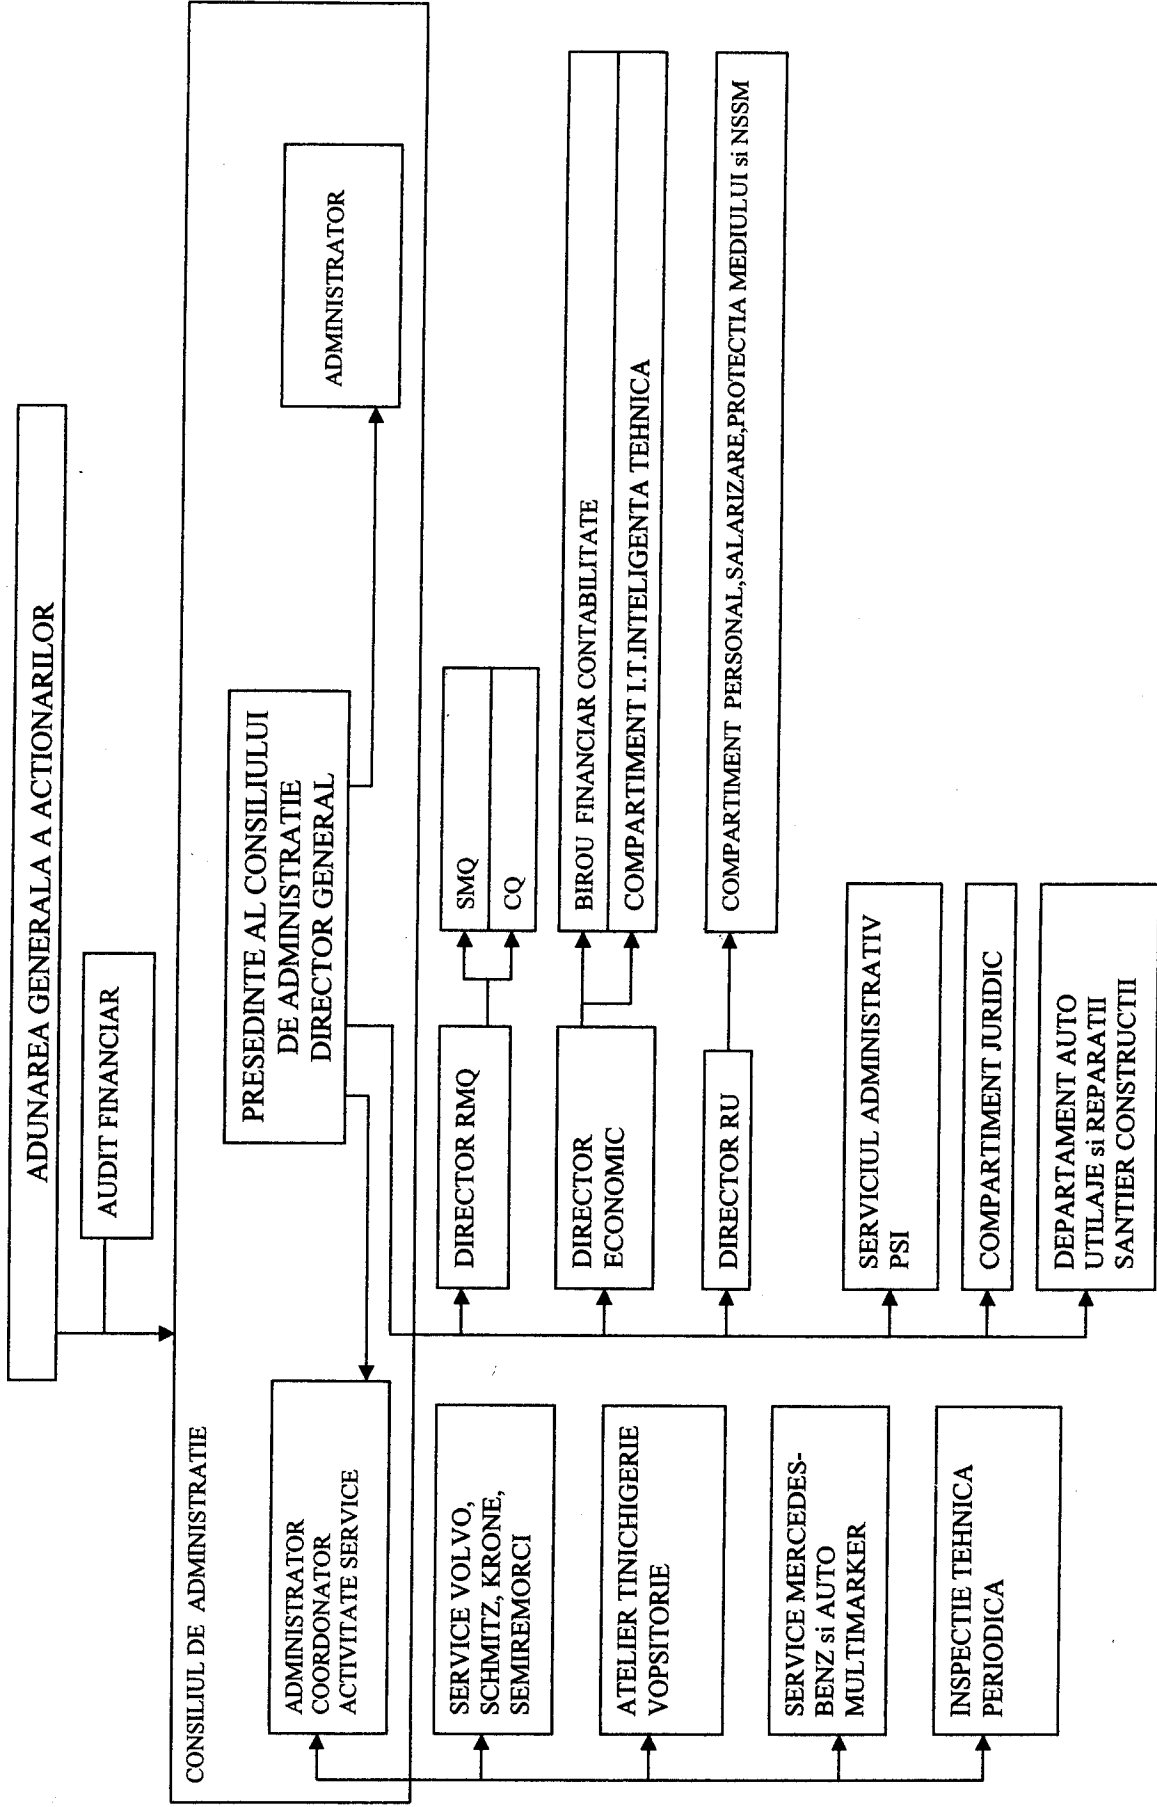 ADUNAREA GENERALA A ACTIONARILOR
AUDIT FINANCIAR
CONSILIUL DE ADMINISTRATIE
PRESEDINTE AL CONSILIULUI
DE ADMINISTRATIE
DIRECTOR GENERAL
ADMINISTRATOR
COORDONATOR
ACTIVITATE SERVICE
ADMINISTRATOR
SERVICE VOLVO,
SCHMITZ, KRONE,
SEMIREMORCI
ATELIER TINICHIGERIE
VOPSITORIE
SERVICE MERCEDES-
BENZ si AUTO
MULTIMARKER
INSPECTIE TEHNICA
PERIODICA
DIRECTOR RMQ
SMQ
CQ
DIRECTOR
ECONOMIC
BIROU FINANCIAR CONTABILITATE
COMPARTIMENT I.T.INTELIGENTA TEHNICA
DIRECTOR RU
COMPARTIMENT PERSONAL,SALARIZARE,PROTECTIA MEDIULUI si NSSM
SERVICIUL ADMINISTRATIV
PSI
COMPARTIMENT JURIDIC
DEPARTAMENT AUTO
UTILAJE si REPARATII
SANTIER CONSTRUCTII